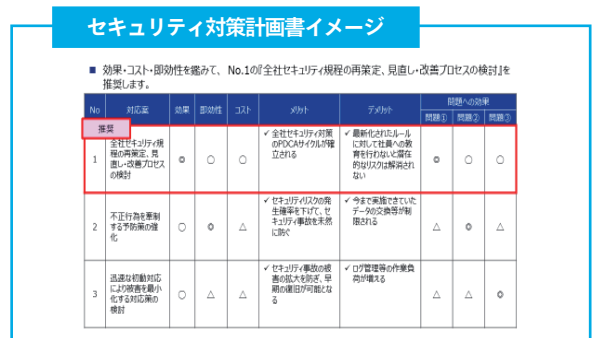 セキュリティ対策計画書イメージ
■ 効果・コスト・即効性を鑑みて、 No.1の『全社セキュリティ規程の再策定、見直し・改善プロセスの検討』を
推奨します。
No 対応案 効果 即効性 コスト メリット デメリット 問題への効果
問題① 問題② 問題③
推奨
1
全社セキュリティ規
程の再策定、見
直し・改善プロセス
の検討
◎ ○ ○
✓ 全社セキュリティ対策
のPDCAサイクルが確
立される
✓ 最新化されたルール
に対して社員への教
育を行わないと潜在
的なリスクは解消され
ない
◎ ○ ○
2
不正行為を牽制
する予防策の強
化
○ ◎ △
✓ セキュリティリスクの発
生確率を下げて、セ
キュリティ事故を未然
に防ぐ
✓ 今まで実施できていた
データの交換等が制
限される
△ ◎ △
3
迅速な初動対応
により被害を最小
化する対応策の
検討
○ △ △
✓ セキュリティ事故の被
害の拡大を防ぎ、早
期の復旧が可能とな
る
✓ ログ管理等の作業負
荷が増える
△ △ ◎